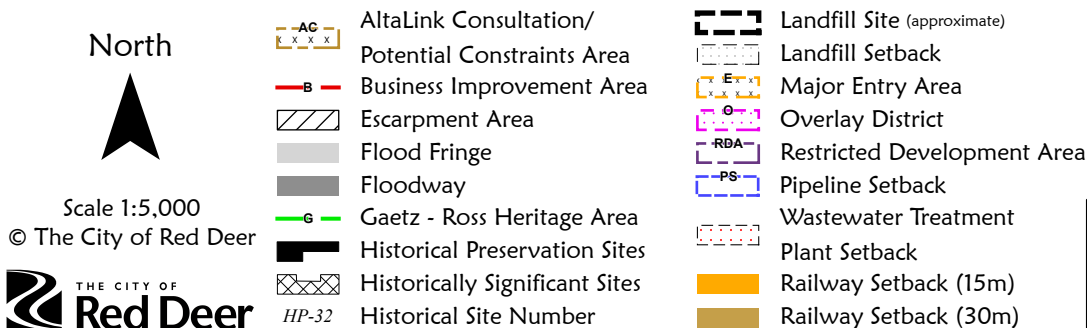 North
Scale 1:5,000
© The City of Red Deer
THE CITY OF
Red Deer
AC
x x x x
AltaLink Consultation/
Potential Constraints Area
B
Business Improvement Area
Escarpment Area
Flood Fringe
Floodway
G
Gaetz - Ross Heritage Area
Historical Preservation Sites
Historically Significant Sites
HP-32
Historical Site Number
Landfill Site (approximate)
Landfill Setback
E
Major Entry Area
O
Overlay District
RDA
Restricted Development Area
PS
Pipeline Setback
Wastewater Treatment
Plant Setback
Railway Setback (15m)
Railway Setback (30m)